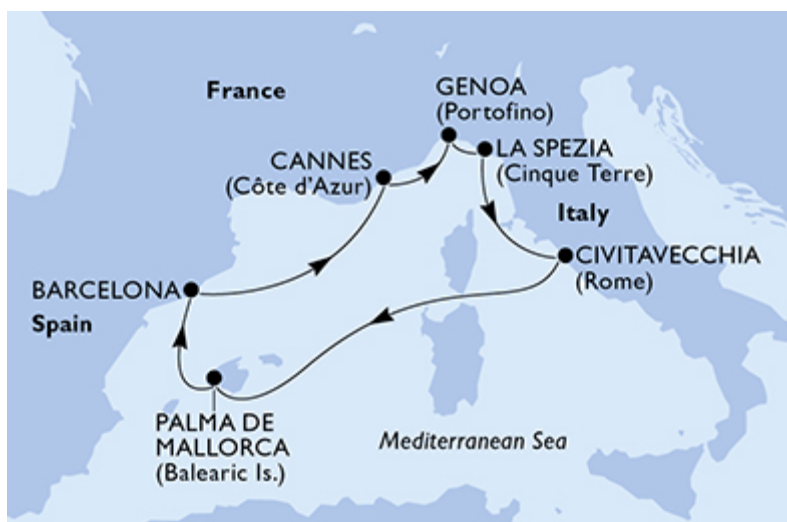 GENOA
(Portofino)
France
CANNES
(Côte d'Azur)
LA SPEZIA
(Cinque Terre)
Italy
CIVITAVECCHIA
(Rome)
BARCELONA
Spain
PALMA DE
MALLORCA
(Balearic Is.)
Mediterranean Sea